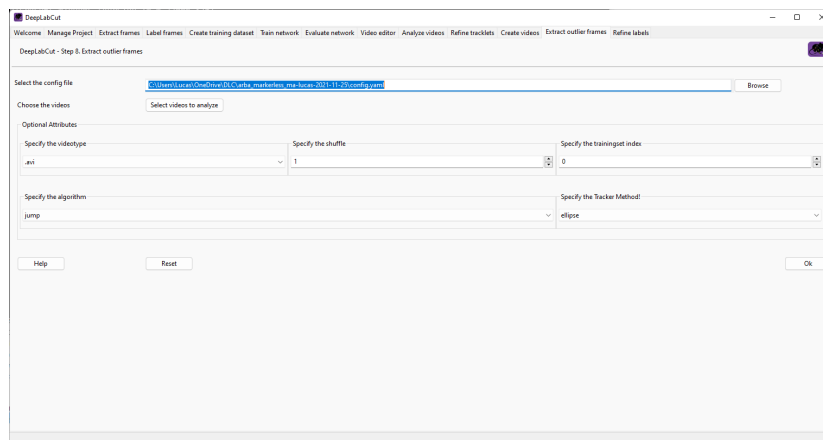 DeepLabCut
Welcome Manage Project Extract frames Label frames Create training dataset Train network Evaluate network Video editor Analyze videos Refine tracklets Create videos Extract outlier frames Refine labels
DeepLabCut - Step 8. Extract outlier frames
Select the config file C:\Users\Lucas\OneDrive\DLC\arba_markerless_ma-lucas-2021-11-25\config.yaml Browse
Choose the videos Select videos to analyze
Optional Attributes
Specify the videotype Specify the shuffle Specify the trainingset index
.avi 1 0
Specify the algorithm Specify the Tracker Method!
jump ellipse
Help Reset Ok